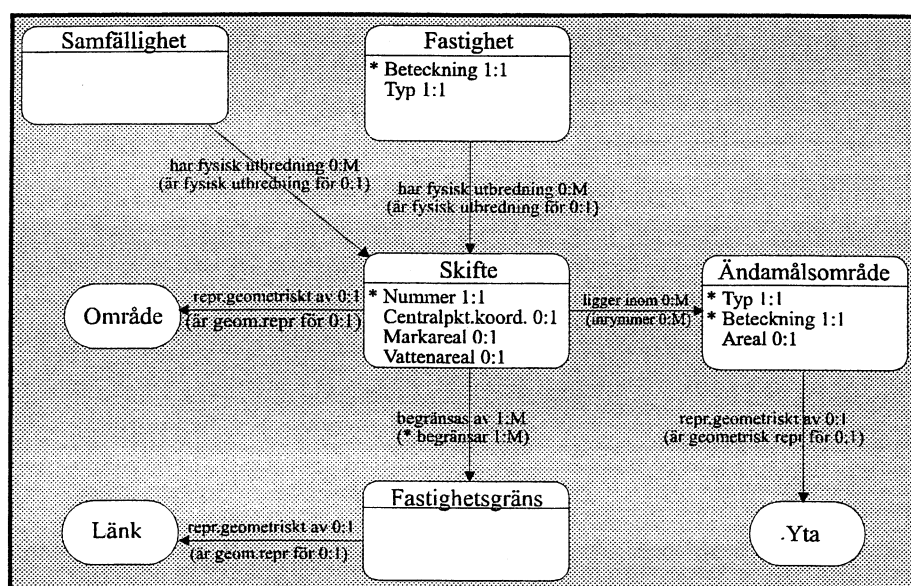 Samfällighet
Fastighet
* Beteckning 1:1
Typ 1:1
har fysisk utbredning 0:M
(är fysisk utbredning för 0:1)
har fysisk utbredning 0:M
(är fysisk utbredning för 0:1)
Skifte
* Nummer 1:1
Centralpkt.koord. 0:1
Markareal 0:1
Vattenareal 0:1
Ändamålsområde
* Typ 1:1
* Beteckning 1:1
Areal 0:1
Område
repr.geometriskt av 0:1
(är geom.repr för 0:1)
ligger inom 0:M
(inrymmer 0:M)
begränsas av 1:M
(* begränsar 1:M)
repr.geometriskt av 0:1
(är geometrisk repr för 0:1)
Fastighetsgräns
Länk
repr.geometriskt av 0:1
(är geom.repr för 0:1)
Yta